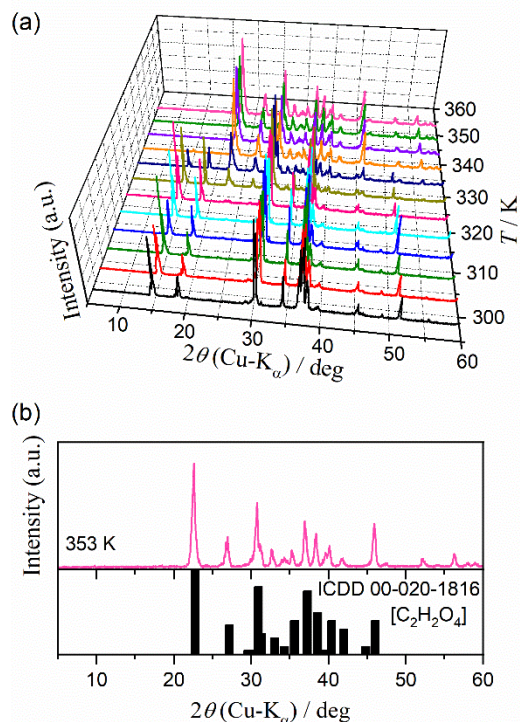 (a)
Intensity (a.u.)
360
350
340
330
320
310
300
T / K
10 20 30 40 50 60
2θ (Cu-Kα) / deg
(b)
Intensity (a.u.)
353 K
ICDD 00-020-1816
[C₂H₂O₄]
10 20 30 40 50 60
2θ (Cu-Kα) / deg